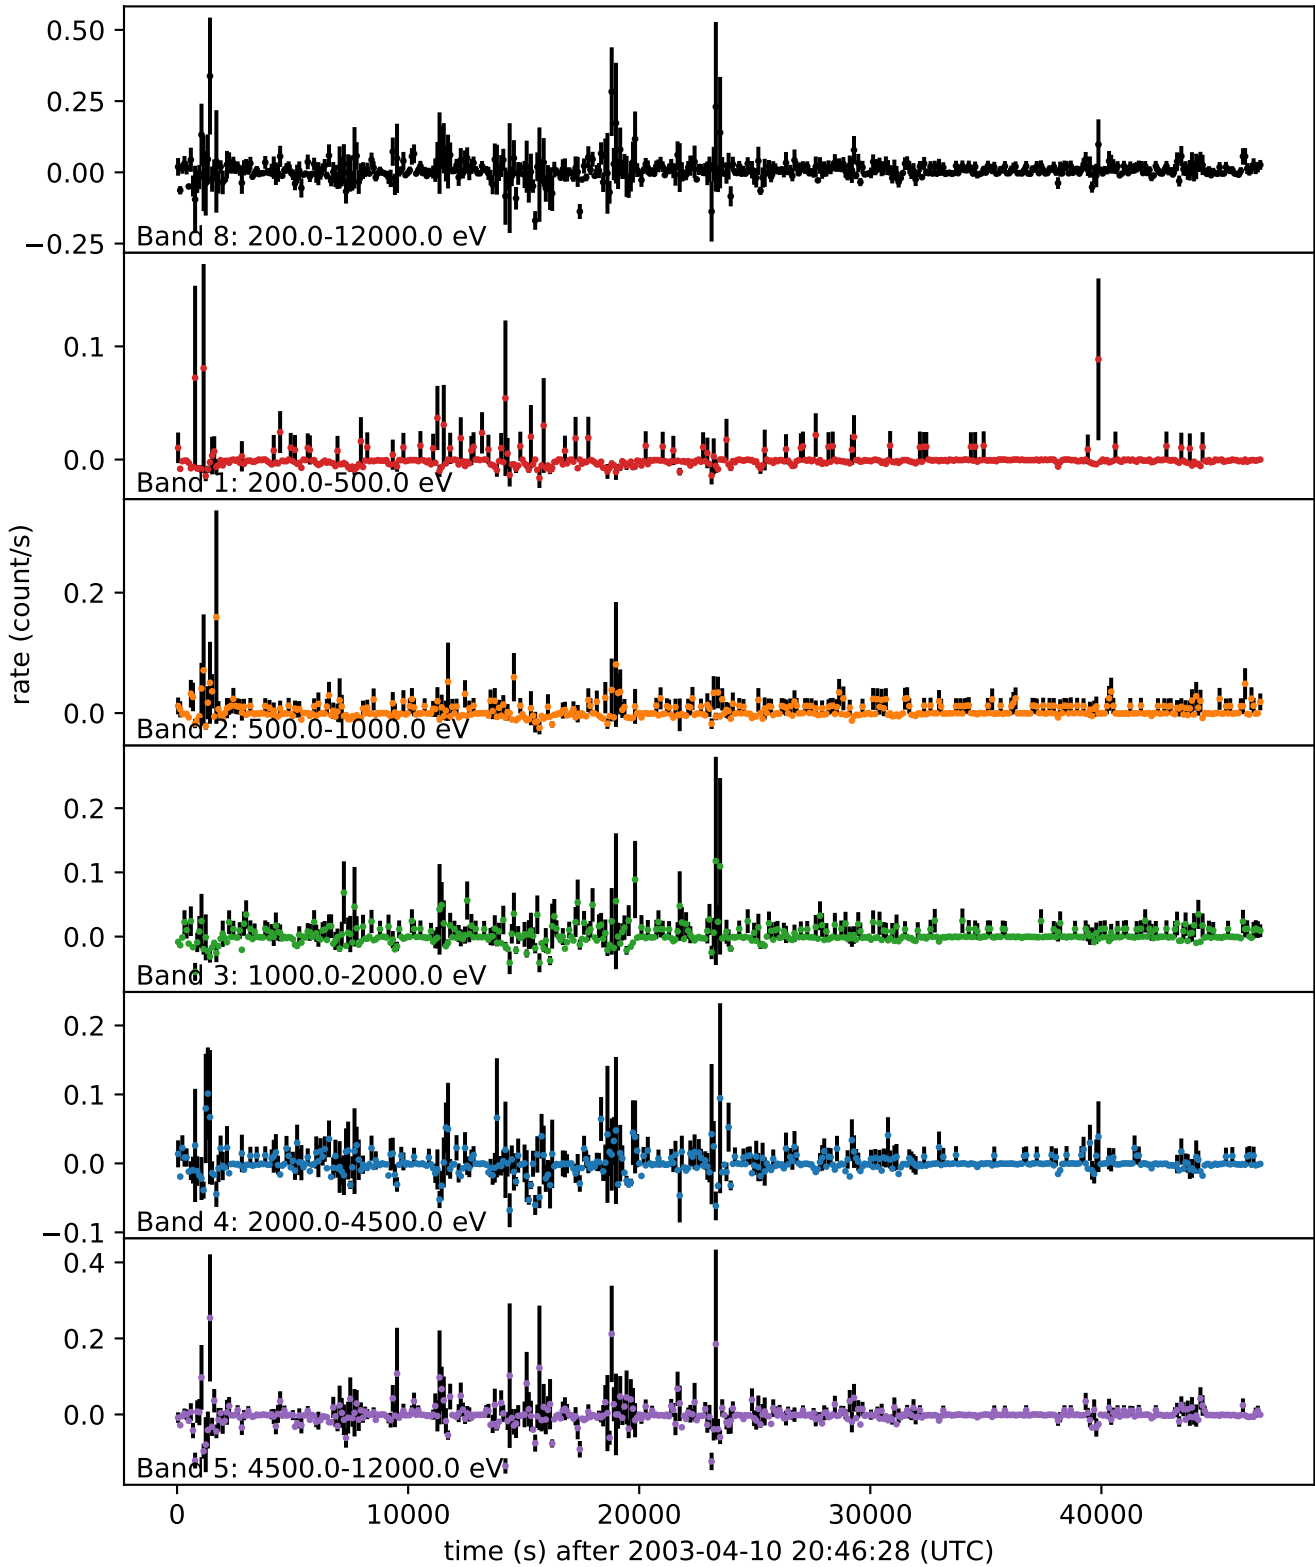 0.50
0.25
0.00
−0.25
Band 8: 200.0-12000.0 eV
0.1
0.0
Band 1: 200.0-500.0 eV
0.2
0.0
Band 2: 500.0-1000.0 eV
rate (count/s)
0.2
0.1
0.0
Band 3: 1000.0-2000.0 eV
0.2
0.1
0.0
−0.1
Band 4: 2000.0-4500.0 eV
0.4
0.2
0.0
Band 5: 4500.0-12000.0 eV
0 10000 20000 30000 40000
time (s) after 2003-04-10 20:46:28 (UTC)